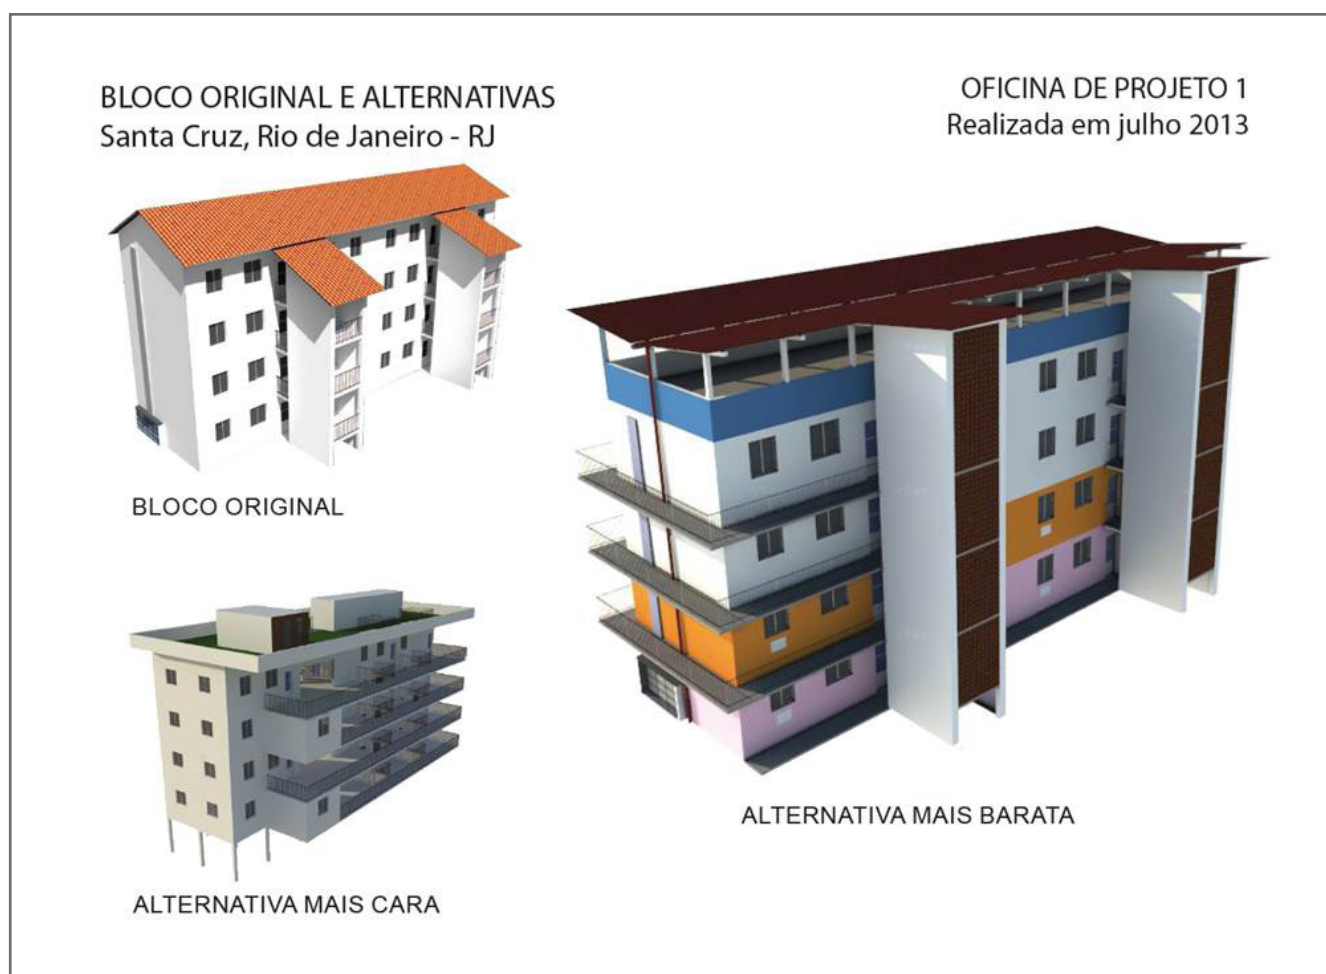 BLOCO ORIGINAL E ALTERNATIVAS
Santa Cruz, Rio de Janeiro - RJ
OFICINA DE PROJETO 1
Realizada em julho 2013
BLOCO ORIGINAL
ALTERNATIVA MAIS BARATA
ALTERNATIVA MAIS CARA